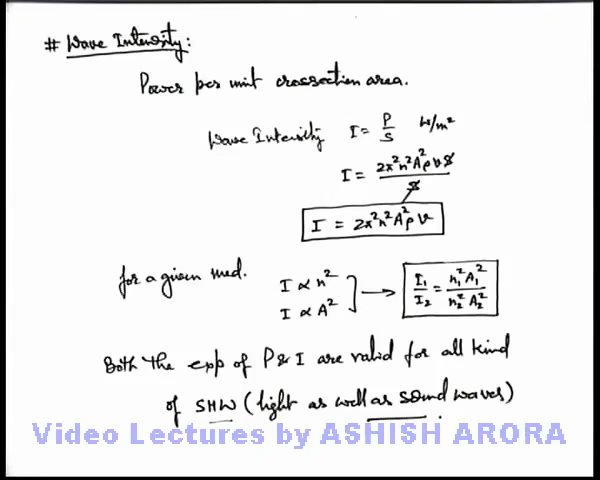 # Wave Intensity:
Power per unit crossection area.
Wave Intensity I = P/S W/m²
I = 2π²n²A²ρvS/S
I = 2π²n²A²ρv
for a given med. I ∝ n²
I ∝ A² → I₁/I₂ = n₁²A₁²/n₂²A₂²
Both the exp of P & I are valid for all kind
of SHW (light as well as sound waves).
Video Lectures by ASHISH ARORA